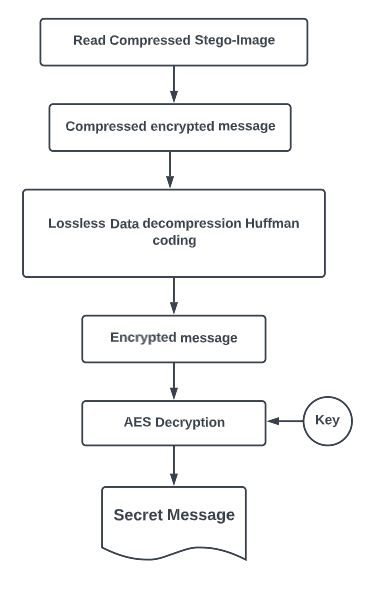 Read Compressed Stego-Image
Compressed encrypted message
Lossless Data decompression Huffman
coding
Encrypted message
AES Decryption
Key
Secret Message